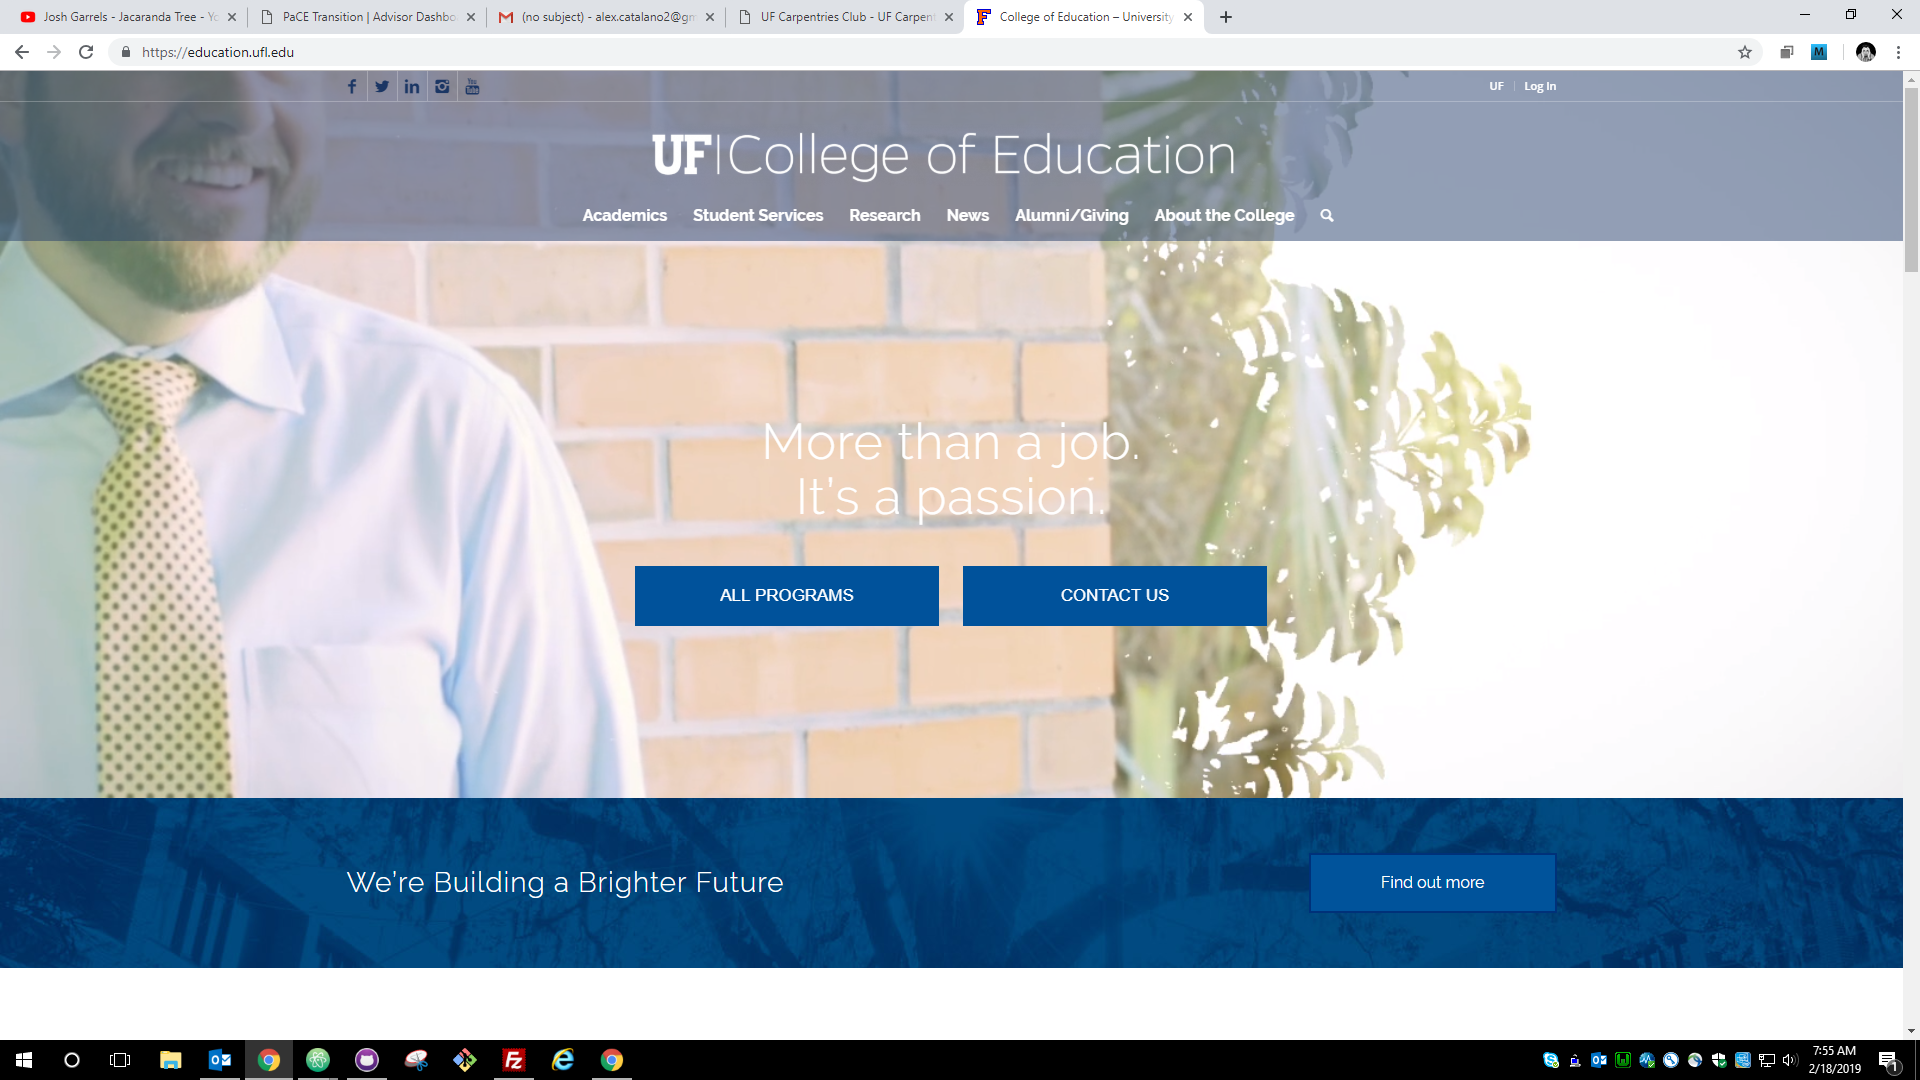 Josh Garrels - Jacaranda Tree - Yo
PaCE Transition | Advisor Dashbo
(no subject) - alex.catalano2@gm
UF Carpentries Club - UF Carpent
College of Education – University
https://education.ufl.edu
UF
Log In
UF|College of Education
Academics
Student Services
Research
News
Alumni/Giving
About the College
More than a job.
It's a passion.
ALL PROGRAMS
CONTACT US
We're Building a Brighter Future
Find out more
7:55 AM
2/18/2019